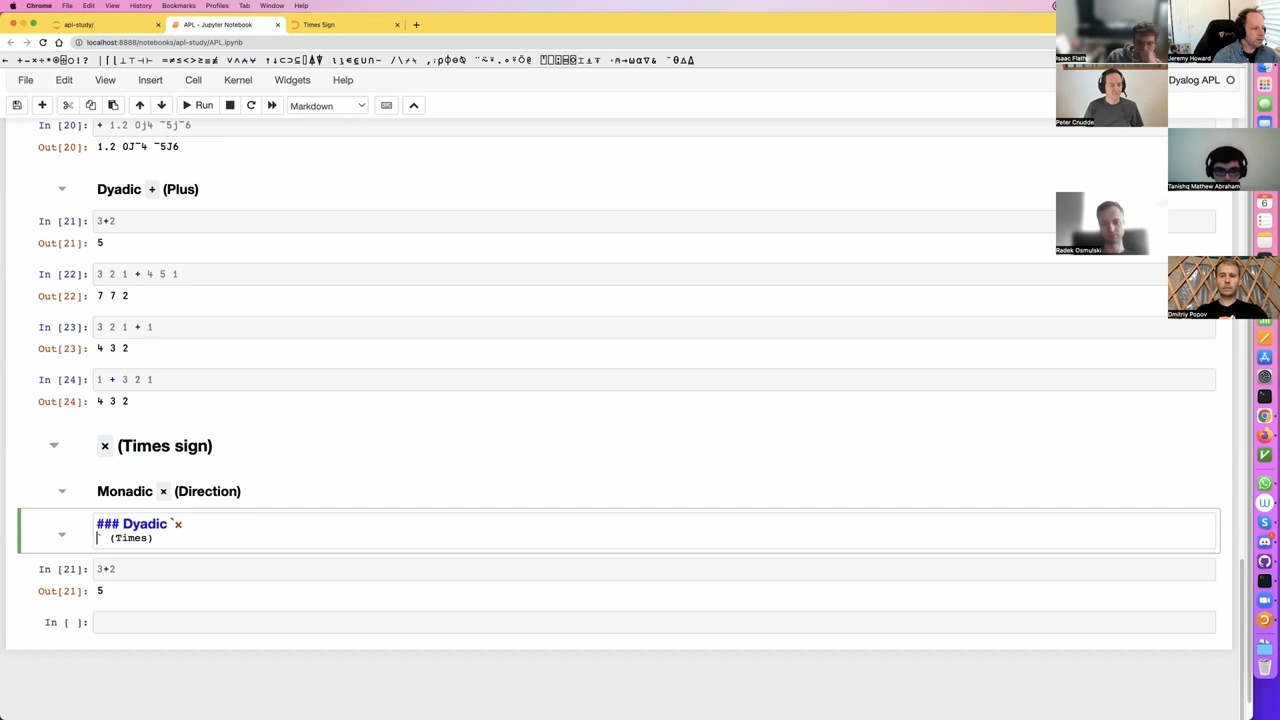 Chrome File Edit View History Bookmarks Profiles Tab Window Help
apl-study/ × APL - Jupyter Notebook × Times Sign ×
localhost:8888/notebooks/apl-study/APL.ipynb
File Edit View Insert Cell Kernel Widgets Help
Dyalog APL
Run Markdown
In [20]: + 1.2 0j4 ¯5j¯6
Out[20]: 1.2 0J¯4 ¯5J6
Dyadic + (Plus)
In [21]: 3+2
Out[21]: 5
In [22]: 3 2 1 + 4 5 1
Out[22]: 7 7 2
In [23]: 3 2 1 + 1
Out[23]: 4 3 2
In [24]: 1 + 3 2 1
Out[24]: 4 3 2
× (Times sign)
Monadic × (Direction)
### Dyadic `×
` (Times)
In [21]: 3+2
Out[21]: 5
In [ ]:
Isaac Flath
Jeremy Howard
Peter Cnudde
Tanishq Mathew Abraham
Radek Osmulski
Dmitriy Popov
6